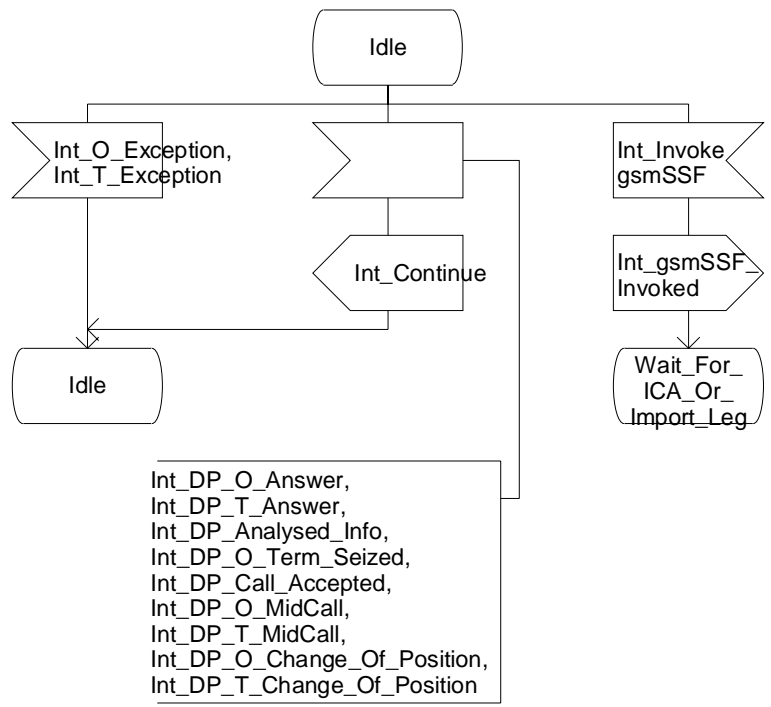 Idle
Int_O_Exception,
Int_T_Exception
Int_Invoke
gsmSSF
Int_Continue
Int_gsmSSF_
Invoked
Idle
Wait_For_
ICA_Or_
Import_Leg
Int_DP_O_Answer,
Int_DP_T_Answer,
Int_DP_Analysed_Info,
Int_DP_O_Term_Seized,
Int_DP_Call_Accepted,
Int_DP_O_MidCall,
Int_DP_T_MidCall,
Int_DP_O_Change_Of_Position,
Int_DP_T_Change_Of_Position